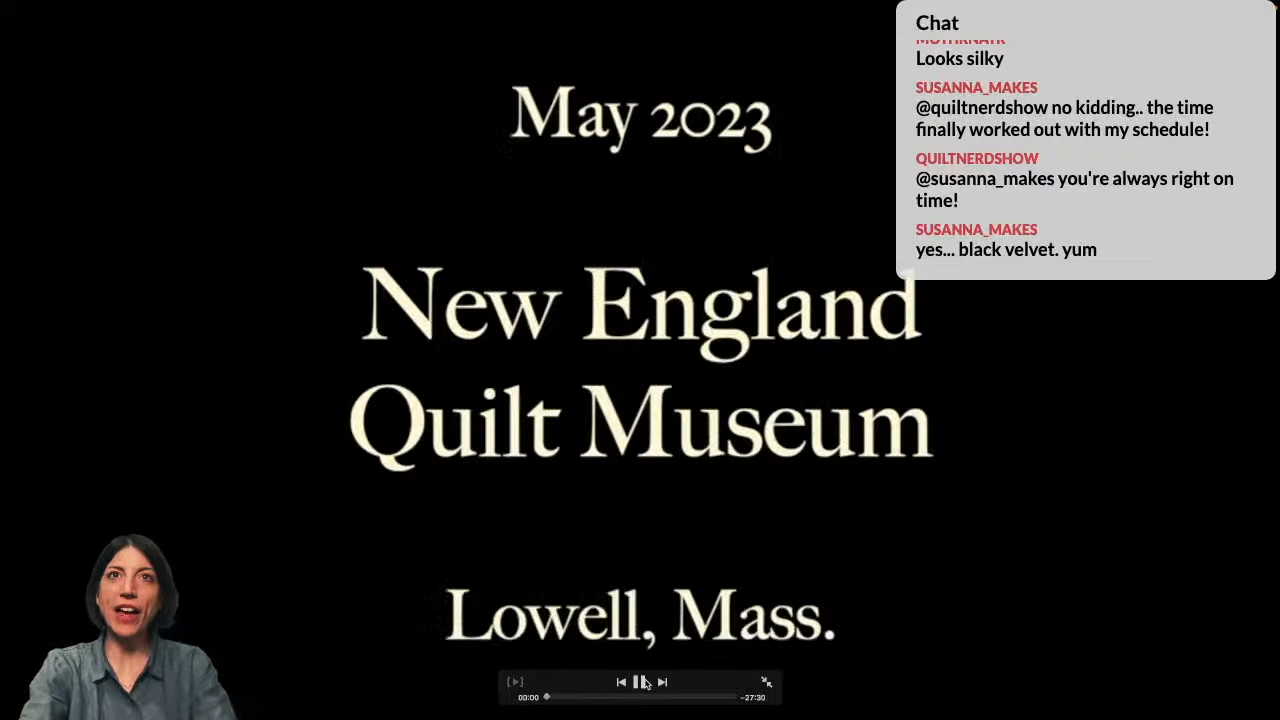 May 2023
New England
Quilt Museum
Lowell, Mass.
Chat
Looks silky
SUSANNA_MAKES
@quiltnerdshow no kidding.. the time
finally worked out with my schedule!
QUILTNERDSHOW
@susanna_makes you're always right on
time!
SUSANNA_MAKES
yes... black velvet. yum
00:00
-27:30